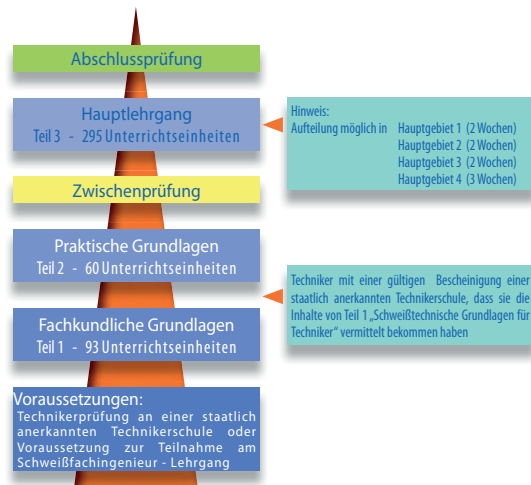 Abschlussprüfung
Hauptlehrgang
Teil 3 - 295 Unterrichtseinheiten
Hinweis:
Aufteilung möglich in Hauptgebiet 1 (2 Wochen)
Hauptgebiet 2 (2 Wochen)
Hauptgebiet 3 (2 Wochen)
Hauptgebiet 4 (3 Wochen)
Zwischenprüfung
Praktische Grundlagen
Teil 2 - 60 Unterrichtseinheiten
Techniker mit einer gültigen Bescheinigung einer
staatlich anerkannten Technikerschule, dass sie die
Inhalte von Teil 1 „Schweißtechnische Grundlagen für
Techniker“ vermittelt bekommen haben
Fachkundliche Grundlagen
Teil 1 - 93 Unterrichtseinheiten
Voraussetzungen:
Technikerprüfung an einer staatlich
anerkannten Technikerschule oder
Voraussetzung zur Teilnahme am
Schweißfachingenieur - Lehrgang